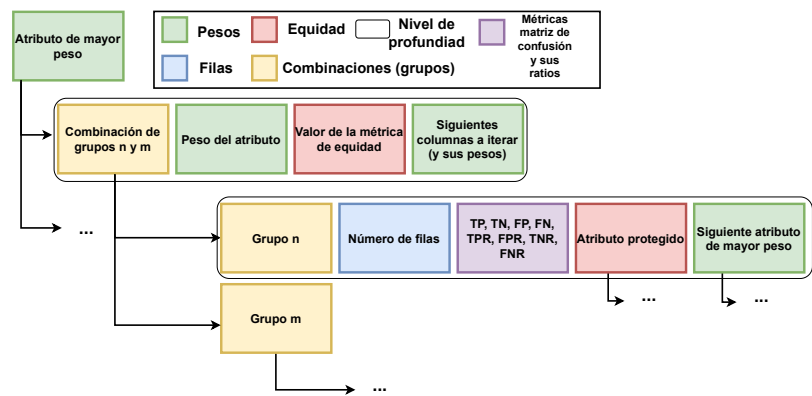 Atributo de mayor
peso
Pesos
Equidad
Nivel de
profundiad
Métricas
matriz de
confusión
y sus
ratios
Filas
Combinaciones (grupos)
Combinación de
grupos n y m
Peso del atributo
Valor de la métrica
de equidad
Siguientes
columnas a iterar
(y sus pesos)
...
Grupo n
Número de filas
TP, TN, FP, FN,
TPR, FPR, TNR,
FNR
Atributo protegido
Siguiente atributo
de mayor peso
...
...
Grupo m
...